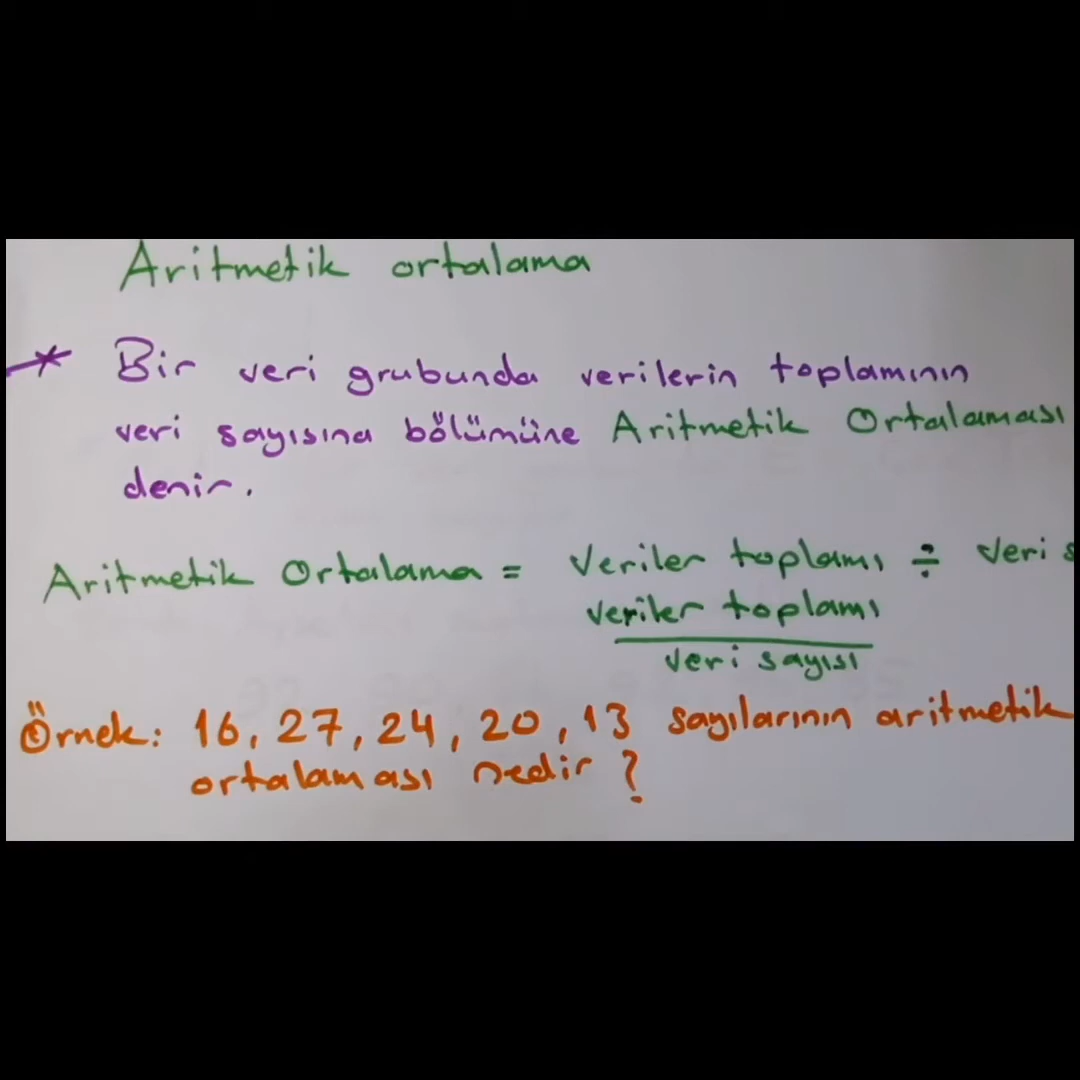 Aritmetik ortalama
Bir veri grubunda verilerin toplamının
veri sayısına bölümüne Aritmetik Ortalaması
denir.
Aritmetik Ortalama = Veriler toplamı ÷ Veri s
veriler toplamı
veri sayısı
Örnek: 16, 27, 24, 20, 13 sayılarının aritmetik
ortalaması nedir?